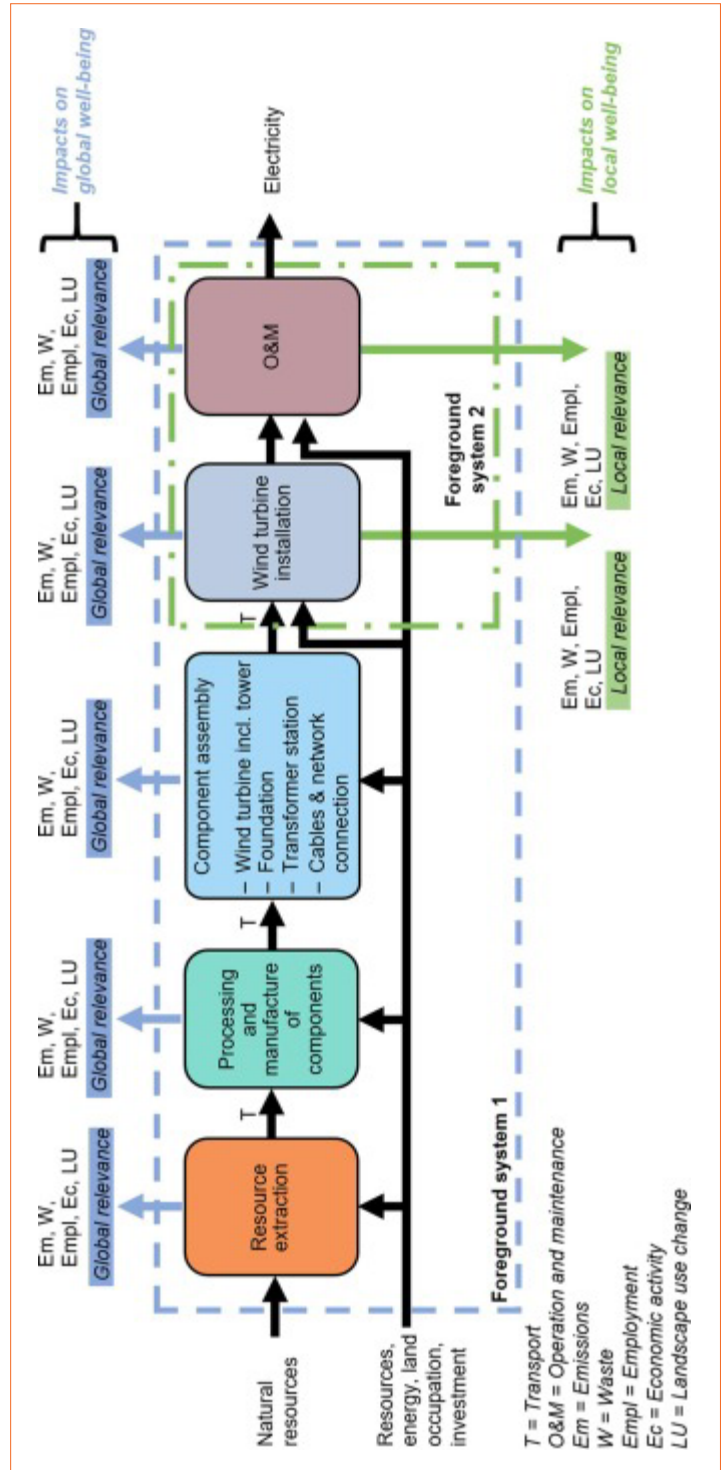 Impacts on
global well-being
Em, W,
Empl, Ec, LU
Global relevance
Em, W,
Empl, Ec, LU
Global relevance
Em, W,
Empl, Ec, LU
Global relevance
Em, W,
Empl, Ec, LU
Global relevance
Em, W,
Empl, Ec, LU
Global relevance
Natural
resources
Resource
extraction
T
Processing
and
manufacture
of
components
T
Component assembly
– Wind turbine incl. tower
– Foundation
– Transformer station
– Cables & network
connection
T
Wind turbine
installation
O&M
Electricity
Resources,
energy, land
occupation,
investment
Foreground system 1
Foreground
system 2
Em, W, Empl,
Ec, LU
Local relevance
Em, W, Empl,
Ec, LU
Local relevance
Impacts on
local well-being
T = Transport
O&M = Operation and maintenance
Em = Emissions
W = Waste
Empl = Employment
Ec = Economic activity
LU = Landscape use change